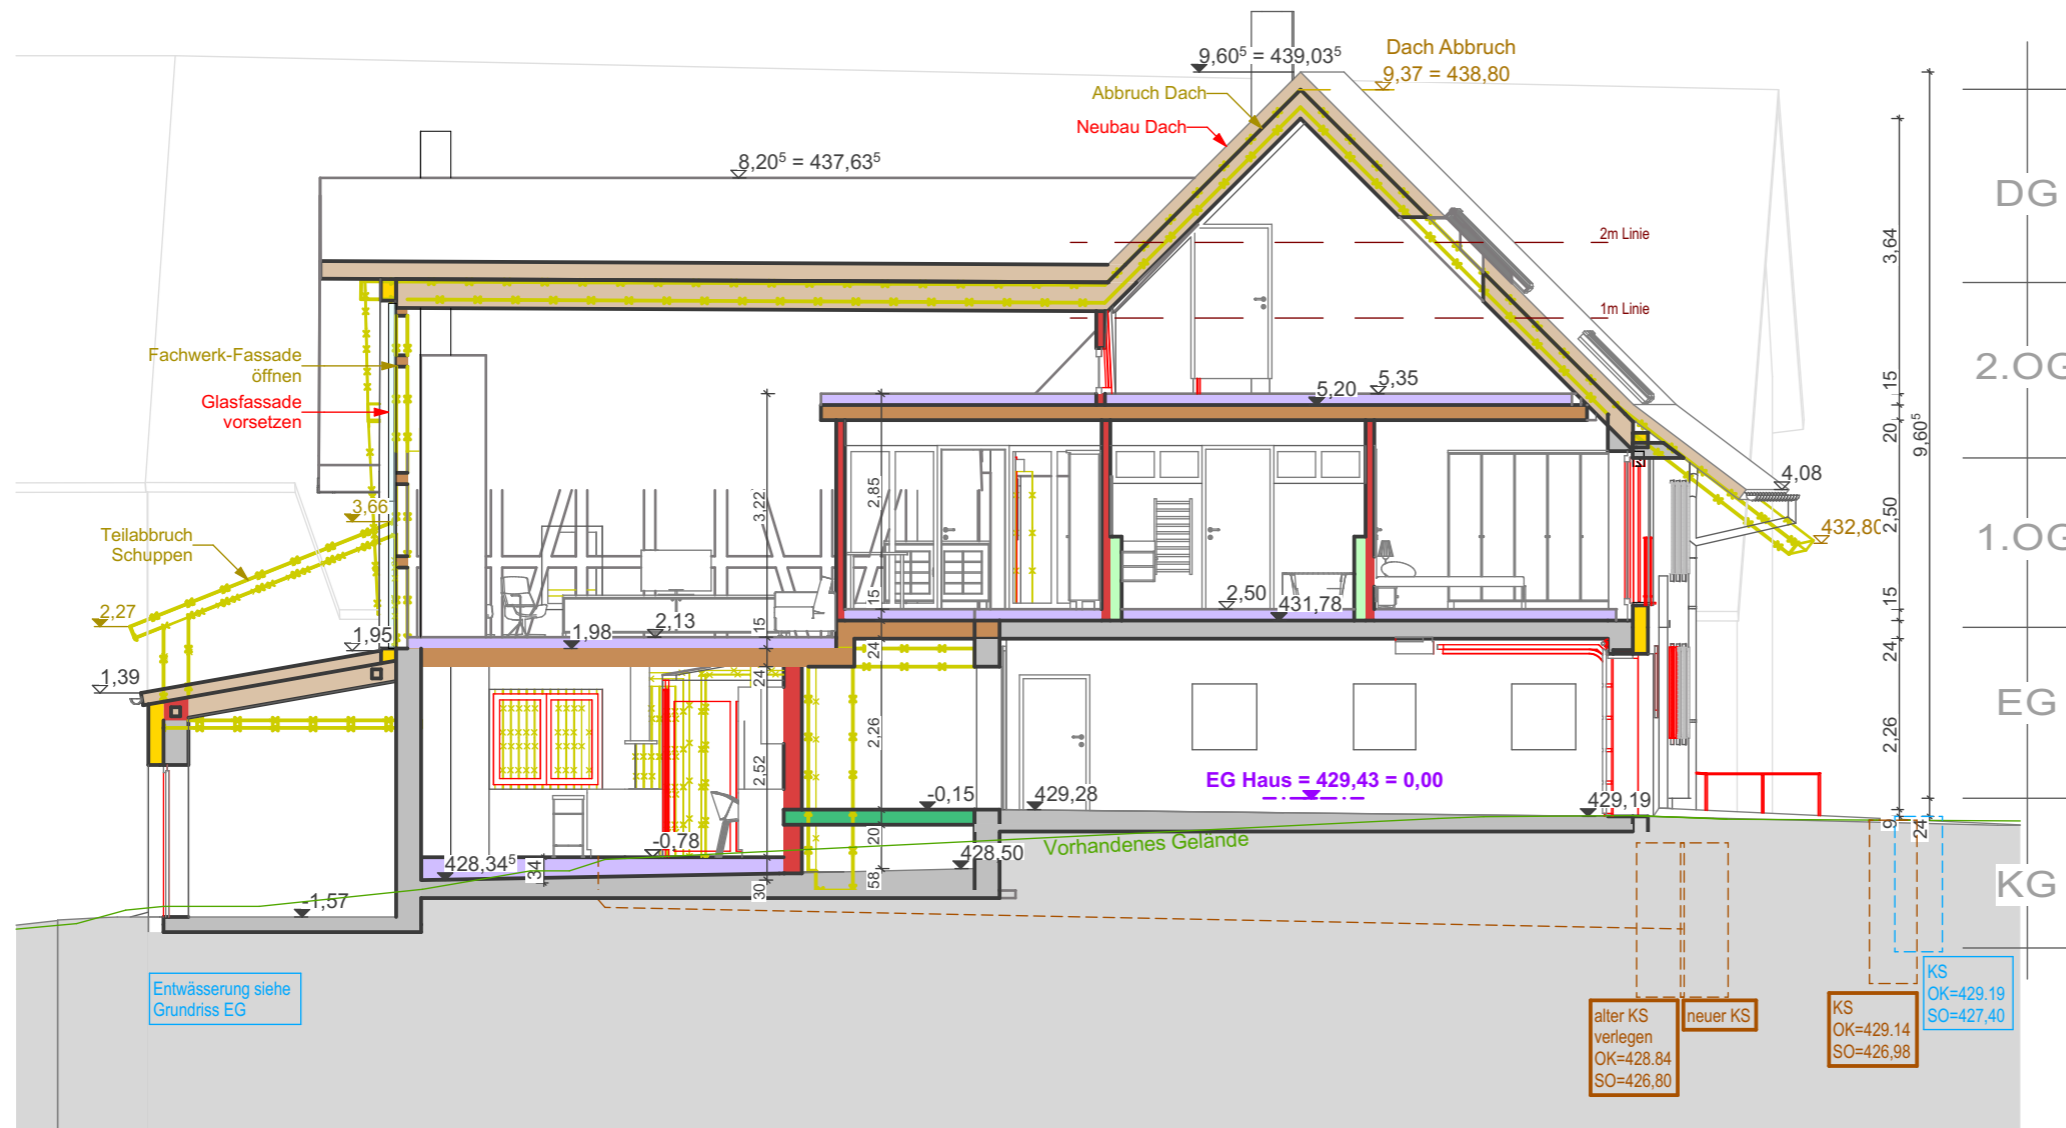 9,60⁵ = 439,03⁵
Dach Abbruch
9,37 = 438,80
Abbruch Dach
Neubau Dach
8,20⁵ = 437,63⁵
DG
2m Linie
3,64
1m Linie
Fachwerk-Fassade
öffnen
Glasfassade
vorsetzen
5,20
5,35
15
2.OG
20
9,60⁵
3,66
3,22
2,85
4,08
2,50
432,80
1.OG
Teilabbruch
Schuppen
2,27
1,95
1,98
2,13
15
15
2,50
431,78
15
1,39
24
24
24
EG
2,26
2,52
2,26
EG Haus = 429,43 = 0,00
-0,15
429,28
429,19
9
24
-0,78
20
Vorhandenes Gelände
428,34⁵
34
30
58
428,50
KG
-1,57
Entwässerung siehe
Grundriss EG
alter KS
verlegen
OK=428.84
SO=426,80
neuer KS
KS
OK=429.14
SO=426,98
KS
OK=429.19
SO=427,40